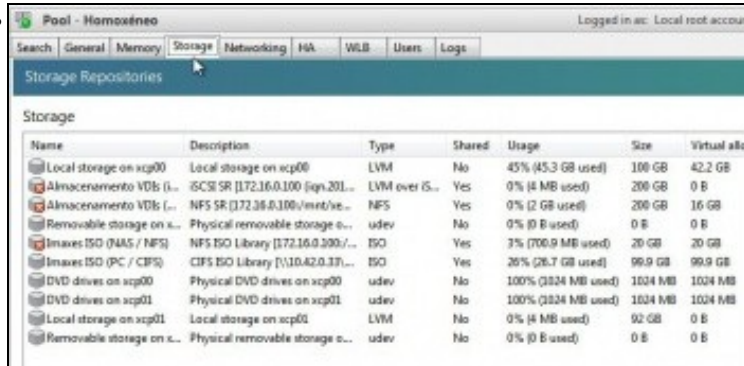 Pool - Homoxéneo Logged in as: Local root accou
Search General Memory Storage Networking HA WLB Users Logs
Storage Repositories
Storage
Name Description Type Shared Usage Size Virtual allo
Local storage on xcp00 Local storage on xcp00 LVM No 45% (45.3 GB used) 100 GB 42.2 GB
Almacenamento VDIs (i... iSCSI SR [172.16.0.100 (iqn.201... LVM over iS... Yes 0% (4 MB used) 200 GB 0 B
Almacenamento VDIs (... NFS SR [172.16.0.100:/mnt/xe... NFS Yes 0% (2 GB used) 200 GB 16 GB
Removable storage on x... Physical removable storage o... udev No 0% (0 B used) 0 B 0 B
Imaxes ISO (NAS / NFS) NFS ISO Library [172.16.0.100:/... ISO Yes 3% (700.9 MB used) 20 GB 20 GB
Imaxes ISO (PC / CIFS) CIFS ISO Library [\\10.42.0.33\... ISO Yes 26% (26.7 GB used) 99.9 GB 99.9 GB
DVD drives on xcp00 Physical DVD drives on xcp00 udev No 100% (1024 MB used) 1024 MB 1024 MB
DVD drives on xcp01 Physical DVD drives on xcp01 udev No 100% (1024 MB used) 1024 MB 1024 MB
Local storage on xcp01 Local storage on xcp01 LVM No 0% (4 MB used) 92 GB 0 B
Removable storage on x... Physical removable storage o... udev No 0% (0 B used) 0 B 0 B